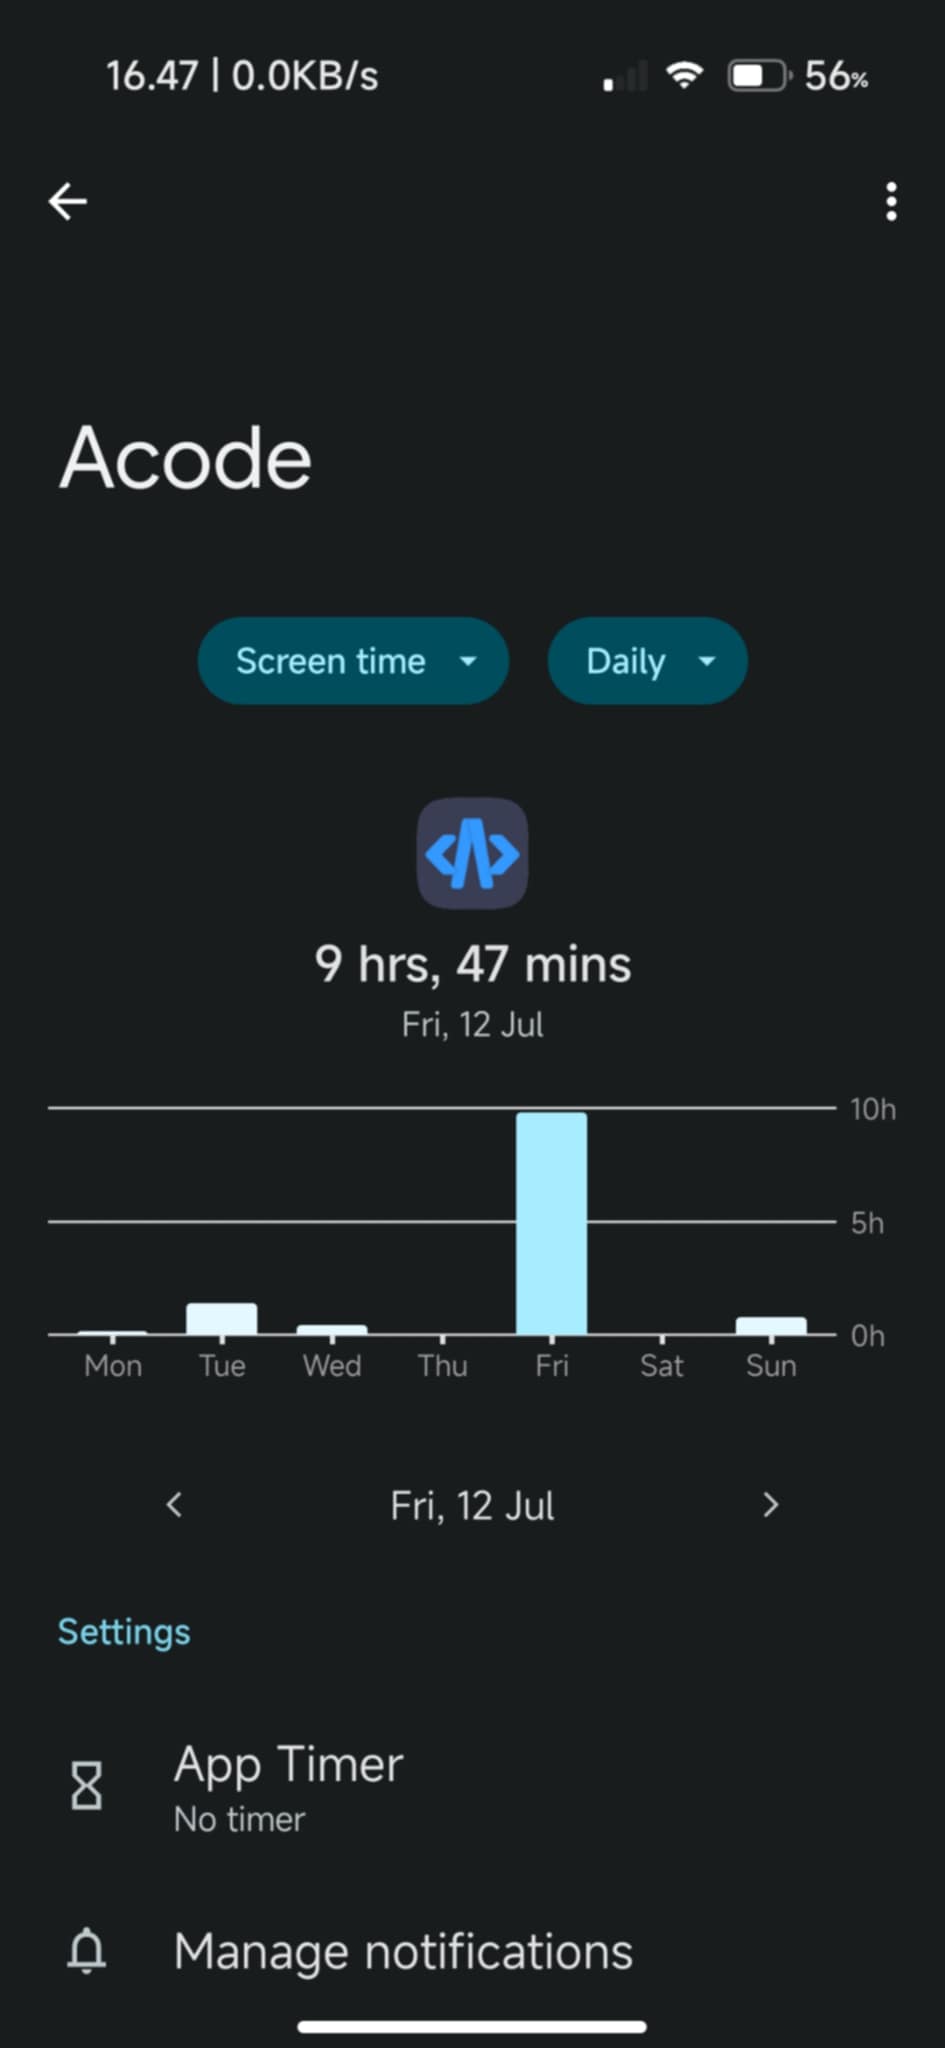 16.47 | 0.0KB/s 56%
Acode
Screen time Daily
9 hrs, 47 mins
Fri, 12 Jul
10h
5h
0h
Mon Tue Wed Thu Fri Sat Sun
Fri, 12 Jul
Settings
App Timer
No timer
Manage notifications